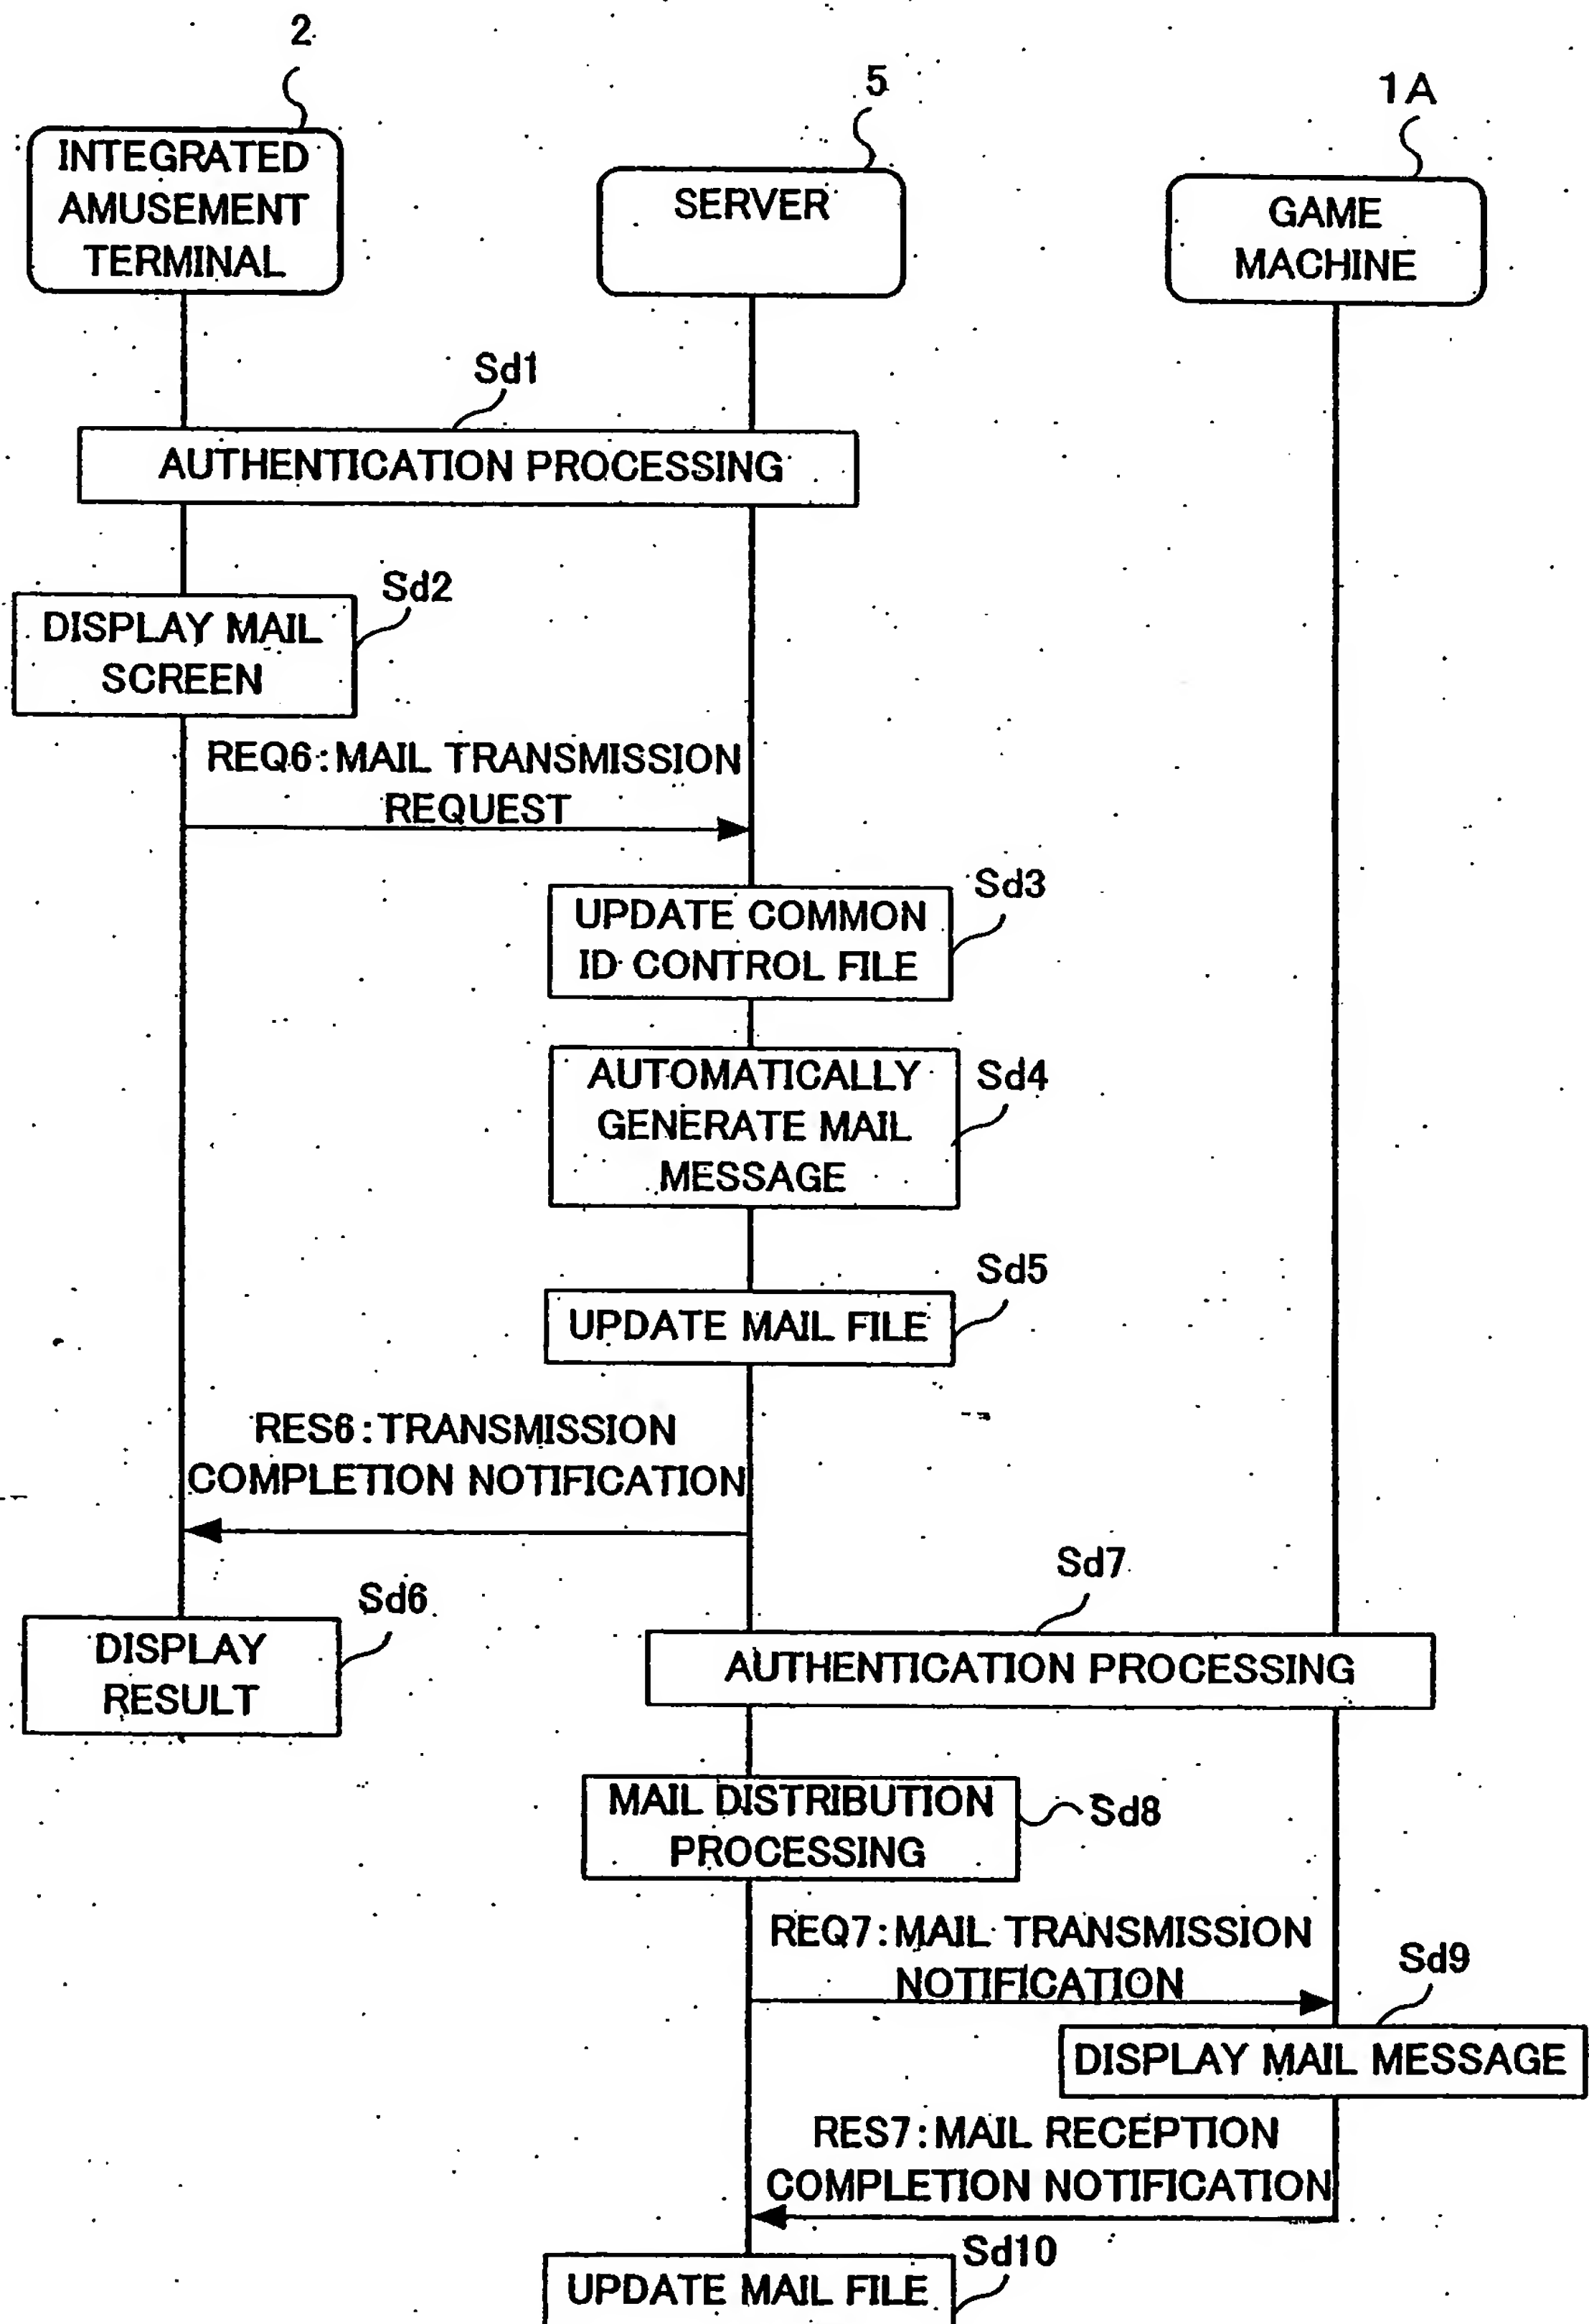 2
5
1A
INTEGRATED
AMUSEMENT
TERMINAL
SERVER
GAME
MACHINE
Sd1
AUTHENTICATION PROCESSING
Sd2
DISPLAY MAIL
SCREEN
REQ6:MAIL TRANSMISSION
REQUEST
Sd3
UPDATE COMMON
ID CONTROL FILE
Sd4
AUTOMATICALLY
GENERATE MAIL
MESSAGE
Sd5
UPDATE MAIL FILE
RES6:TRANSMISSION
COMPLETION NOTIFICATION
Sd6
DISPLAY
RESULT
Sd7
AUTHENTICATION PROCESSING
MAIL DISTRIBUTION
PROCESSING
Sd8
REQ7:MAIL TRANSMISSION
NOTIFICATION
Sd9
DISPLAY MAIL MESSAGE
RES7:MAIL RECEPTION
COMPLETION NOTIFICATION
Sd10
UPDATE MAIL FILE